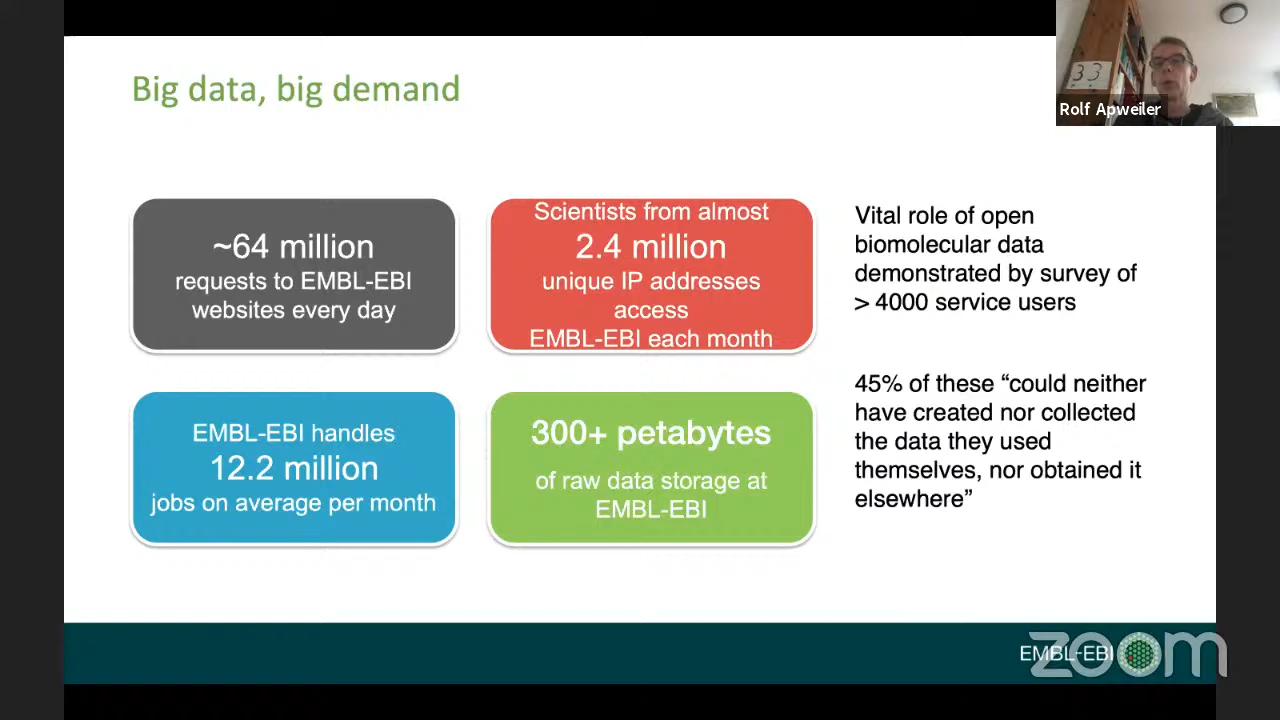 Big data, big demand
33
Rolf Apweiler
~64 million
requests to EMBL-EBI
websites every day
Scientists from almost
2.4 million
unique IP addresses
access
EMBL-EBI each month
Vital role of open
biomolecular data
demonstrated by survey of
> 4000 service users
EMBL-EBI handles
12.2 million
jobs on average per month
300+ petabytes
of raw data storage at
EMBL-EBI
45% of these “could neither
have created nor collected
the data they used
themselves, nor obtained it
elsewhere”
EMBL-EBI
zoom